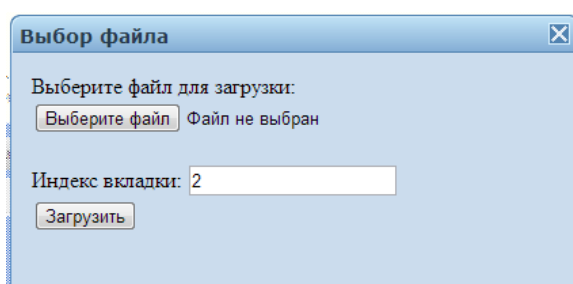 Выбор файла
Выберите файл для загрузки:
Выберите файл Файл не выбран
Индекс вкладки: 2
Загрузить